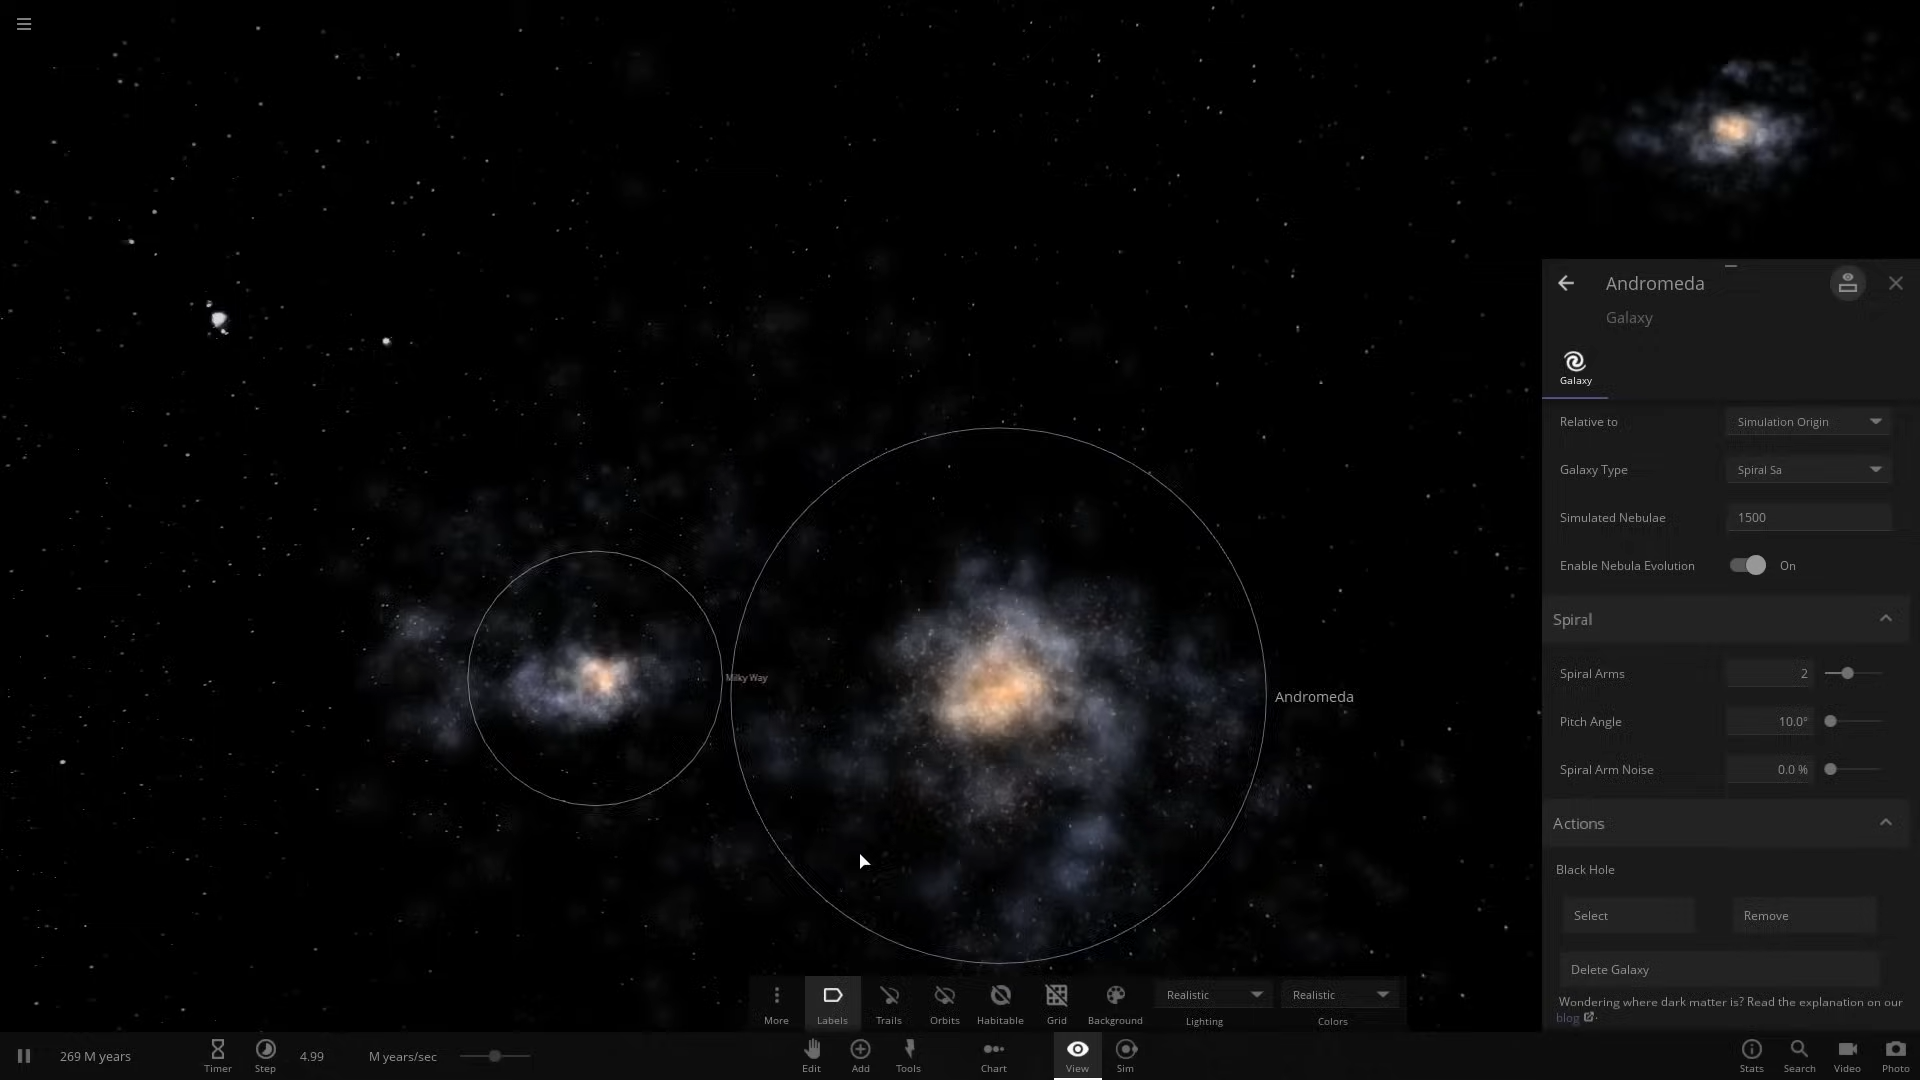 Andromeda
Galaxy
Galaxy
Relative to
Simulation Origin
Galaxy Type
Spiral Sa
Simulated Nebulae
1500
Enable Nebula Evolution
On
Spiral
Milky Way
Andromeda
Spiral Arms
2
Pitch Angle
10.0°
Spiral Arm Noise
0.0 %
Actions
Black Hole
Select
Remove
Delete Galaxy
Wondering where dark matter is? Read the explanation on our
blog .
More
Labels
Trails
Orbits
Habitable
Grid
Background
Realistic
Lighting
Realistic
Colors
269 M years
Timer
Step
4.99
M years/sec
Edit
Add
Tools
Chart
View
Sim
Stats
Search
Video
Photo